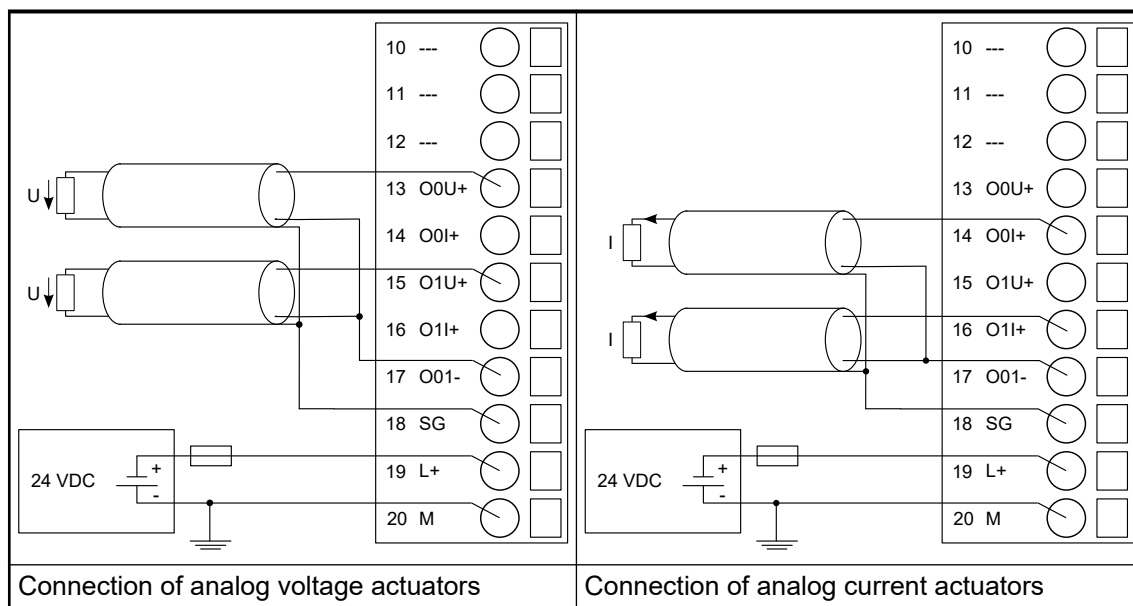 10 ---
11 ---
12 ---
13 O0U+
14 O0I+
15 O1U+
16 O1I+
17 O01-
18 SG
19 L+
20 M
U
U
24 VDC
+
-
Connection of analog voltage actuators
10 ---
11 ---
12 ---
13 O0U+
14 O0I+
15 O1U+
16 O1I+
17 O01-
18 SG
19 L+
20 M
I
I
24 VDC
+
-
Connection of analog current actuators